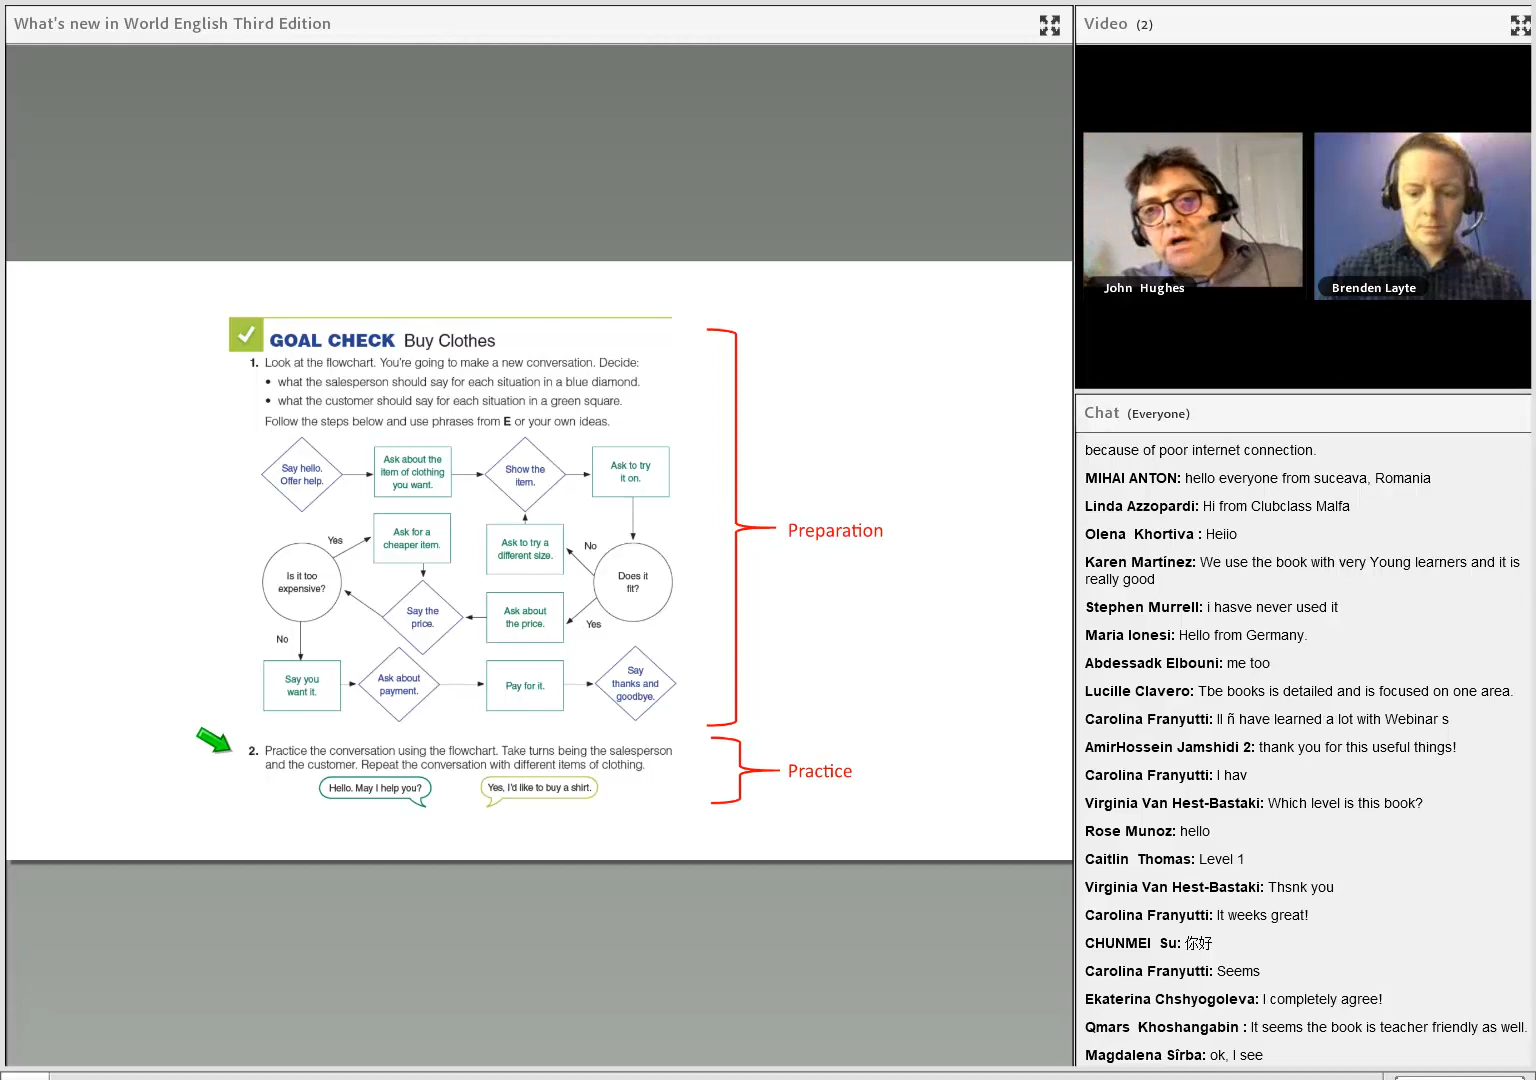 What's new in World English Third Edition
GOAL CHECK Buy Clothes
1. Look at the flowchart. You're going to make a new conversation. Decide:
• what the salesperson should say for each situation in a blue diamond.
• what the customer should say for each situation in a green square.
Follow the steps below and use phrases from E or your own ideas.
Say hello.
Offer help.
Ask about the
item of clothing
you want.
Show the
item.
Ask to try
it on.
Yes
Ask for a
cheaper item.
Ask to try a
different size.
No
Is it too
expensive?
Does it
fit?
Say the
price.
Ask about
the price.
Yes
No
Say you
want it.
Ask about
payment.
Pay for it.
Say
thanks and
goodbye.
2. Practice the conversation using the flowchart. Take turns being the salesperson
and the customer. Repeat the conversation with different items of clothing.
Hello. May I help you?
Yes, I'd like to buy a shirt.
Preparation
Practice
Video (2)
John Hughes
Brenden Layte
Chat (Everyone)
because of poor internet connection.
MIHAI ANTON: hello everyone from suceava, Romania
Linda Azzopardi: Hi from Clubclass Malfa
Olena Khortiva : Heiio
Karen Martínez: We use the book with very Young learners and it is
really good
Stephen Murrell: i hasve never used it
Maria Ionesi: Hello from Germany.
Abdessadk Elbouni: me too
Lucille Clavero: Tbe books is detailed and is focused on one area.
Carolina Franyutti: Il ñ have learned a lot with Webinar s
AmirHossein Jamshidi 2: thank you for this useful things!
Carolina Franyutti: I hav
Virginia Van Hest-Bastaki: Which level is this book?
Rose Munoz: hello
Caitlin Thomas: Level 1
Virginia Van Hest-Bastaki: Thsnk you
Carolina Franyutti: It weeks great!
CHUNMEI Su: 你好
Carolina Franyutti: Seems
Ekaterina Chshyogoleva: I completely agree!
Qmars Khoshangabin : It seems the book is teacher friendly as well.
Magdalena Sîrba: ok, I see